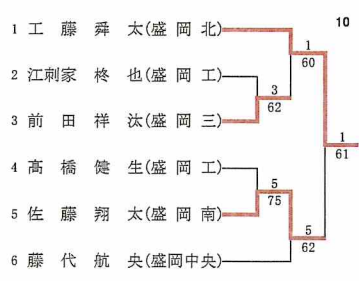 10
1 工藤舜太(盛岡北)
1
60
2 江刺家柊也(盛岡工)
3
62
3 前田祥汰(盛岡三)
1
61
4 高橋健生(盛岡工)
5
75
5 佐藤翔太(盛岡南)
5
62
6 藤代航央(盛岡中央)